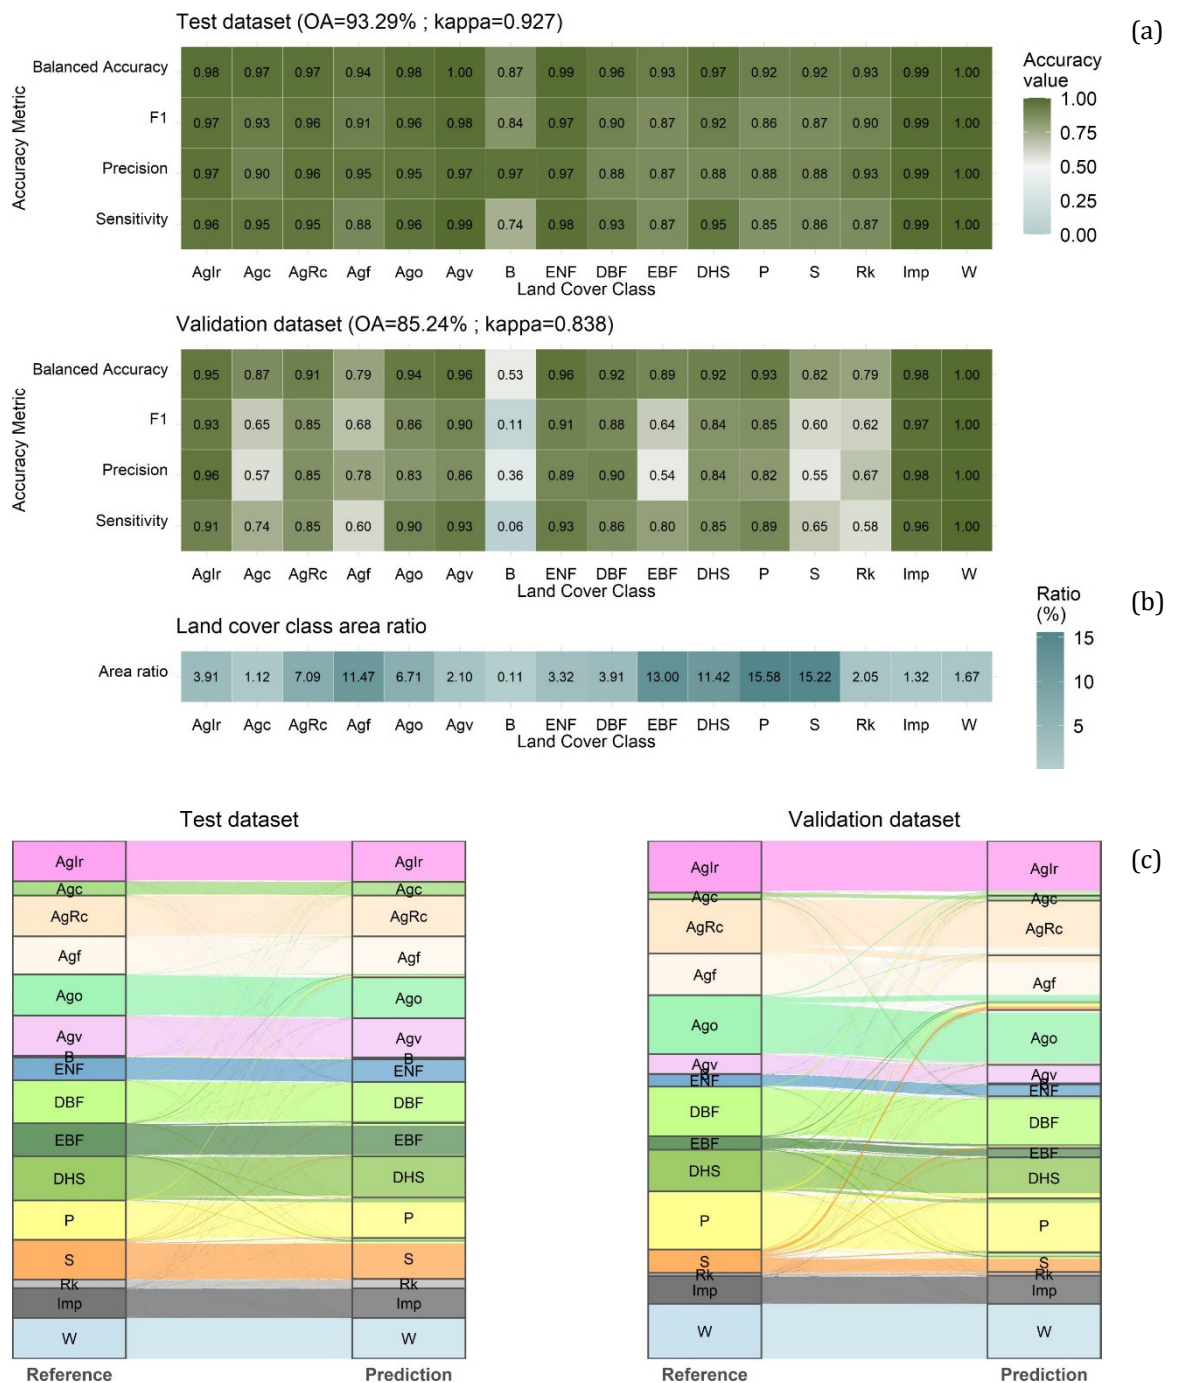 Test dataset (OA=93.29% ; kappa=0.927)
(a)
Accuracy Metric
Balanced Accuracy 0.98 0.97 0.97 0.94 0.98 1.00 0.87 0.99 0.96 0.93 0.97 0.92 0.92 0.93 0.99 1.00
F1 0.97 0.93 0.96 0.91 0.96 0.98 0.84 0.97 0.90 0.87 0.92 0.86 0.87 0.90 0.99 1.00
Precision 0.97 0.90 0.96 0.95 0.95 0.97 0.97 0.97 0.88 0.87 0.88 0.88 0.88 0.93 0.99 1.00
Sensitivity 0.96 0.95 0.95 0.88 0.96 0.99 0.74 0.98 0.93 0.87 0.95 0.85 0.86 0.87 0.99 1.00
AgIr Agc AgRc Agf Ago Agv B ENF DBF EBF DHS P S Rk Imp W
Land Cover Class
Accuracy
value
1.00
0.75
0.50
0.25
0.00
Validation dataset (OA=85.24% ; kappa=0.838)
Accuracy Metric
Balanced Accuracy 0.95 0.87 0.91 0.79 0.94 0.96 0.53 0.96 0.92 0.89 0.92 0.93 0.82 0.79 0.98 1.00
F1 0.93 0.65 0.85 0.68 0.86 0.90 0.11 0.91 0.88 0.64 0.84 0.85 0.60 0.62 0.97 1.00
Precision 0.96 0.57 0.85 0.78 0.83 0.86 0.36 0.89 0.90 0.54 0.84 0.82 0.55 0.67 0.98 1.00
Sensitivity 0.91 0.74 0.85 0.60 0.90 0.93 0.06 0.93 0.86 0.80 0.85 0.89 0.65 0.58 0.96 1.00
AgIr Agc AgRc Agf Ago Agv B ENF DBF EBF DHS P S Rk Imp W
Land Cover Class
(b)
Land cover class area ratio
Area ratio 3.91 1.12 7.09 11.47 6.71 2.10 0.11 3.32 3.91 13.00 11.42 15.58 15.22 2.05 1.32 1.67
AgIr Agc AgRc Agf Ago Agv B ENF DBF EBF DHS P S Rk Imp W
Land Cover Class
Ratio
(%)
15
10
5
(c)
Test dataset
AgIr AgIr
Agc Agc
AgRc AgRc
Agf Agf
Ago Ago
Agv Agv
B B
ENF ENF
DBF DBF
EBF EBF
DHS DHS
P P
S S
Rk Rk
Imp Imp
W W
Reference Prediction
Validation dataset
AgIr AgIr
Agc Agc
AgRc AgRc
Agf Agf
Ago Ago
Agv Agv
B B
ENF ENF
DBF DBF
EBF EBF
DHS DHS
P P
S S
Rk Rk
Imp Imp
W W
Reference Prediction